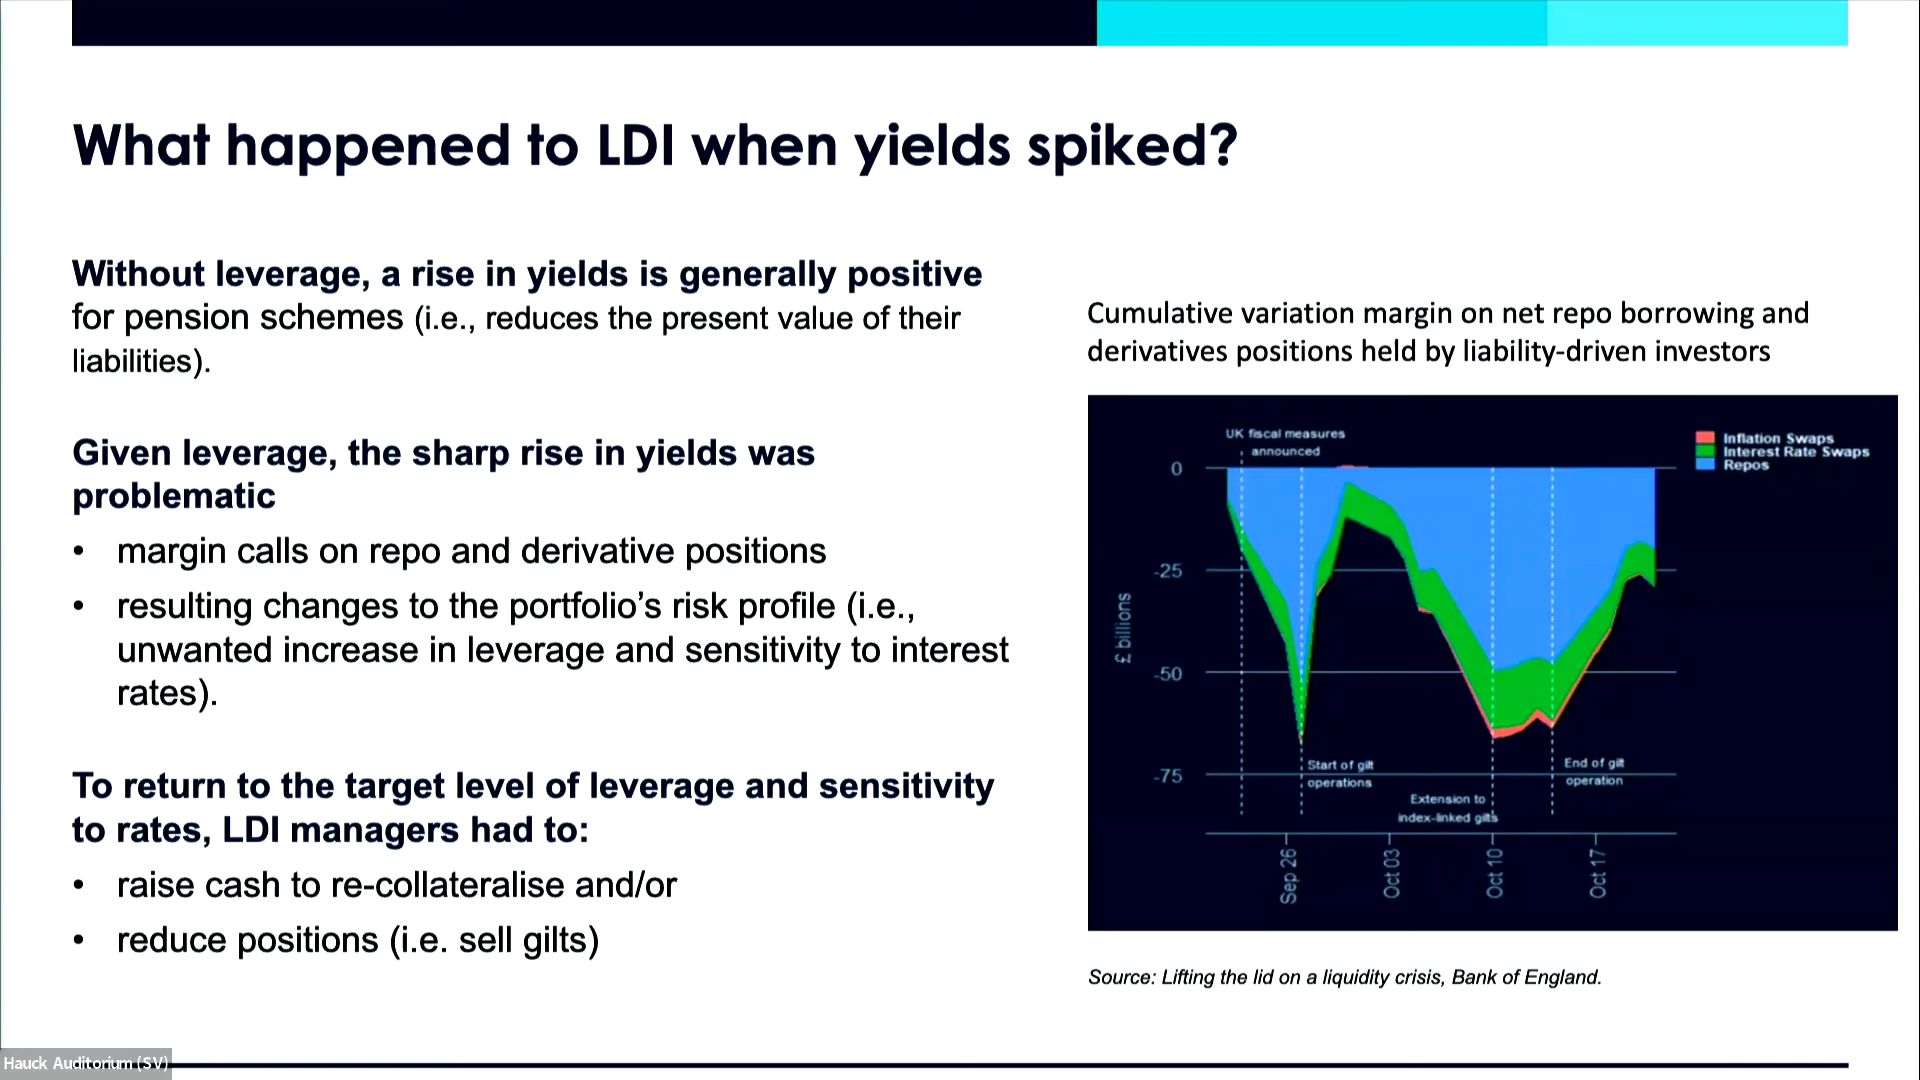 What happened to LDI when yields spiked?
Without leverage, a rise in yields is generally positive
for pension schemes (i.e., reduces the present value of their
liabilities).
Given leverage, the sharp rise in yields was
problematic
• margin calls on repo and derivative positions
• resulting changes to the portfolio’s risk profile (i.e.,
unwanted increase in leverage and sensitivity to interest
rates).
To return to the target level of leverage and sensitivity
to rates, LDI managers had to:
• raise cash to re-collateralise and/or
• reduce positions (i.e. sell gilts)
Cumulative variation margin on net repo borrowing and
derivatives positions held by liability-driven investors
UK fiscal measures
announced
Inflation Swaps
Interest Rate Swaps
Repos
0
-25
-50
-75
£ billions
Start of gilt
operations
Extension to
index-linked gilts
End of gilt
operation
Sep 26
Oct 03
Oct 10
Oct 17
Source: Lifting the lid on a liquidity crisis, Bank of England.
Hauck Auditorium (SV)